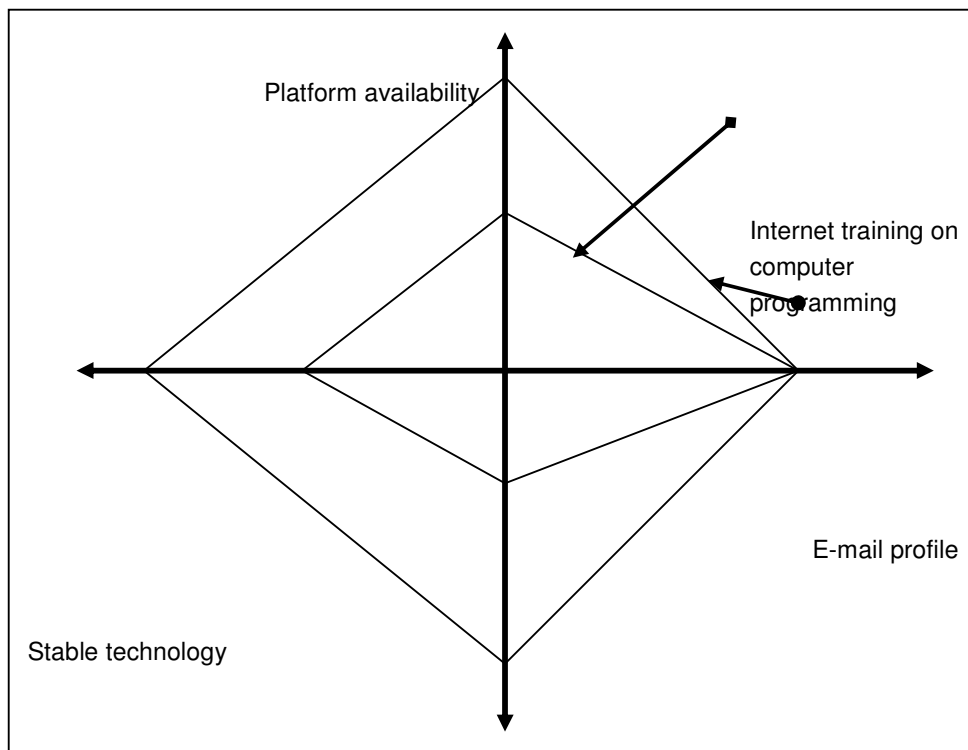 Platform availability
Internet training on
computer
programming
E-mail profile
Stable technology